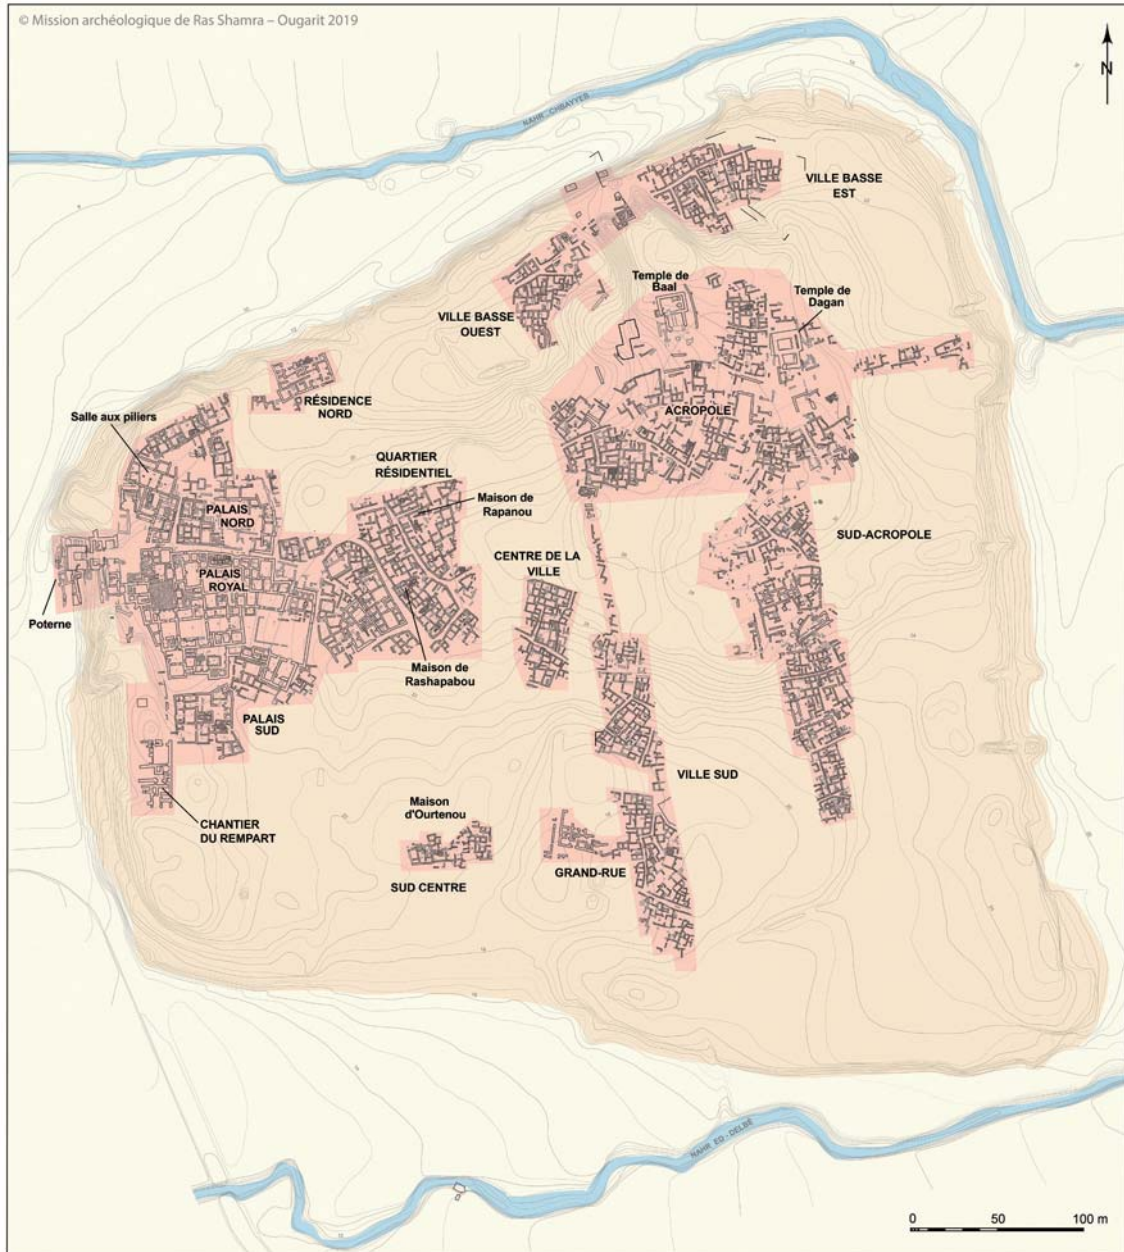 © Mission archéologique de Ras Shamra – Ougarit 2019
N
NAHR CHBAYYEB
VILLE BASSE
EST
Temple de
Baal
Temple de
Dagan
VILLE BASSE
OUEST
RÉSIDENCE
NORD
Salle aux piliers
ACROPOLE
QUARTIER
RÉSIDENTIEL
Maison de
Rapanou
PALAIS
NORD
SUD-ACROPOLE
CENTRE DE LA
VILLE
PALAIS
ROYAL
Poterne
Maison de
Rashapabou
PALAIS
SUD
VILLE SUD
Maison
d'Ourtenou
CHANTIER
DU REMPART
GRAND-RUE
SUD CENTRE
NAHR ED-DELBÉ
0 50 100 m